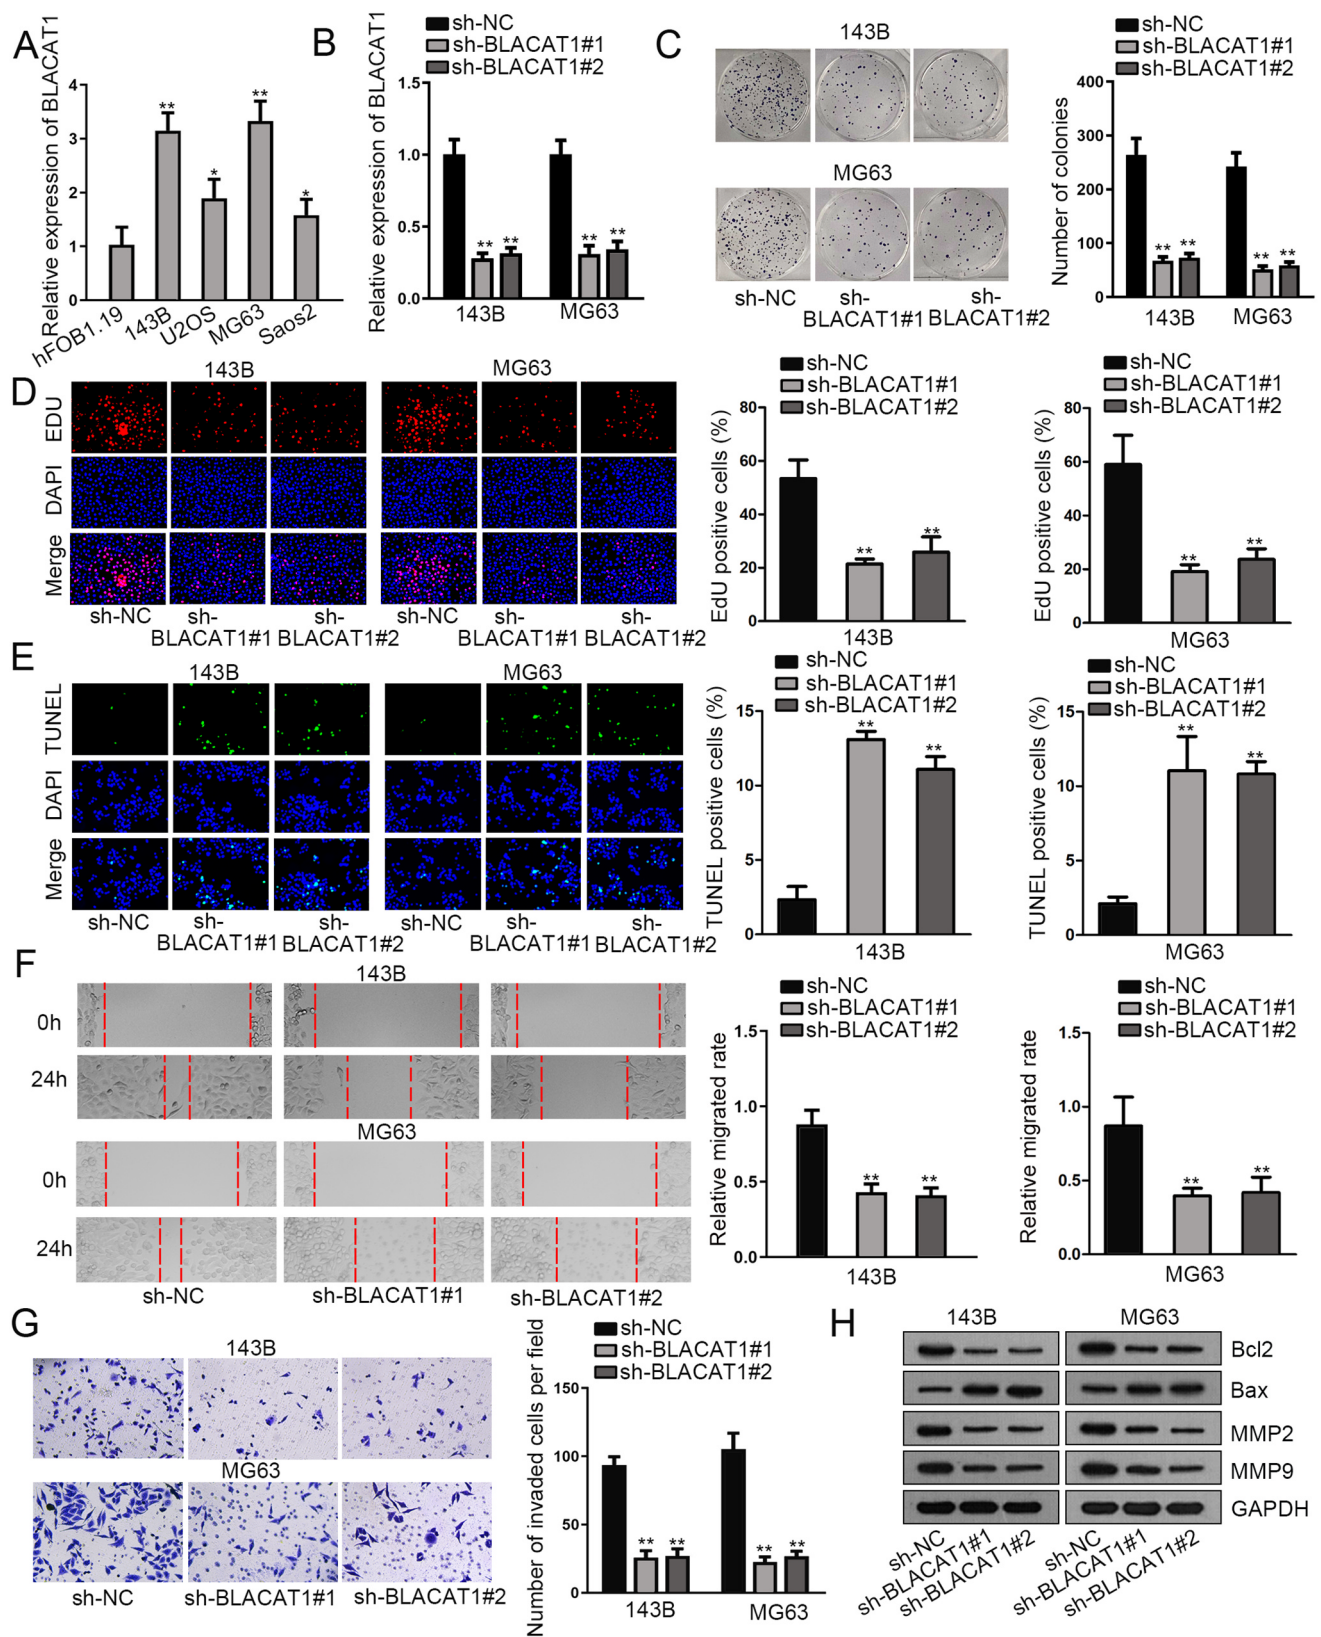 A
Relative expression of BLACAT1
4
3
2
1
0
**
*
**
*
hFOB1.19
143B
U2OS
MG63
Saos2
B
sh-NC
sh-BLACAT1#1
sh-BLACAT1#2
Relative expression of BLACAT1
1.5
1.0
0.5
0.0
** **
** **
143B
MG63
C
143B
MG63
sh-NC
sh-BLACAT1#1
sh-BLACAT1#2
sh-NC
sh-BLACAT1#1
sh-BLACAT1#2
Number of colonies
400
300
200
100
0
** **
** **
143B
MG63
D
143B
MG63
EDU
DAPI
Merge
sh-NC
sh-BLACAT1#1
sh-BLACAT1#2
sh-NC
sh-BLACAT1#1
sh-BLACAT1#2
sh-NC
sh-BLACAT1#1
sh-BLACAT1#2
EdU positive cells (%)
80
60
40
20
0
**
**
143B
sh-NC
sh-BLACAT1#1
sh-BLACAT1#2
EdU positive cells (%)
80
60
40
20
0
**
**
MG63
E
143B
MG63
TUNEL
DAPI
Merge
sh-NC
sh-BLACAT1#1
sh-BLACAT1#2
sh-NC
sh-BLACAT1#1
sh-BLACAT1#2
sh-NC
sh-BLACAT1#1
sh-BLACAT1#2
TUNEL positive cells (%)
15
10
5
0
**
**
143B
sh-NC
sh-BLACAT1#1
sh-BLACAT1#2
TUNEL positive cells (%)
15
10
5
0
**
**
MG63
F
143B
0h
24h
MG63
0h
24h
sh-NC
sh-BLACAT1#1
sh-BLACAT1#2
sh-NC
sh-BLACAT1#1
sh-BLACAT1#2
Relative migrated rate
1.5
1.0
0.5
0.0
**
**
143B
sh-NC
sh-BLACAT1#1
sh-BLACAT1#2
Relative migrated rate
1.5
1.0
0.5
0.0
**
**
MG63
G
143B
MG63
sh-NC
sh-BLACAT1#1
sh-BLACAT1#2
sh-NC
sh-BLACAT1#1
sh-BLACAT1#2
Number of invaded cells per field
150
100
50
0
** **
** **
143B
MG63
H
143B
MG63
Bcl2
Bax
MMP2
MMP9
GAPDH
sh-NC
sh-BLACAT1#1
sh-BLACAT1#2
sh-NC
sh-BLACAT1#1
sh-BLACAT1#2